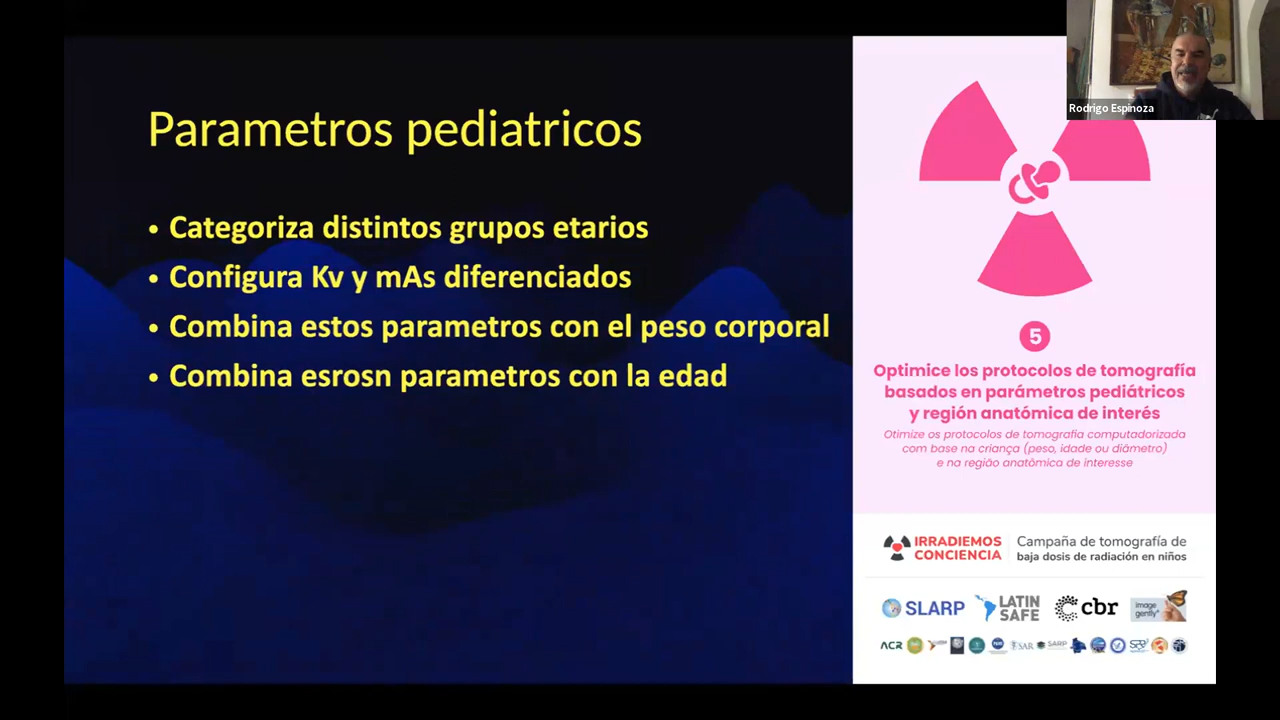 Parametros pediatricos
• Categoriza distintos grupos etarios
• Configura Kv y mAs diferenciados
• Combina estos parametros con el peso corporal
• Combina esrosn parametros con la edad
Rodrigo Espinoza
5
Optimice los protocolos de tomografía
basados en parámetros pediátricos
y región anatómica de interés
Otimize os protocolos de tomografia computadorizada
com base na criança (peso, idade ou diâmetro)
e na região anatômica de interesse
IRRADIEMOS
CONCIENCIA
Campaña de tomografía de
baja dosis de radiación en niños
SLARP
LATIN
SAFE
cbr
image
gently
ACR
SAR
SARP